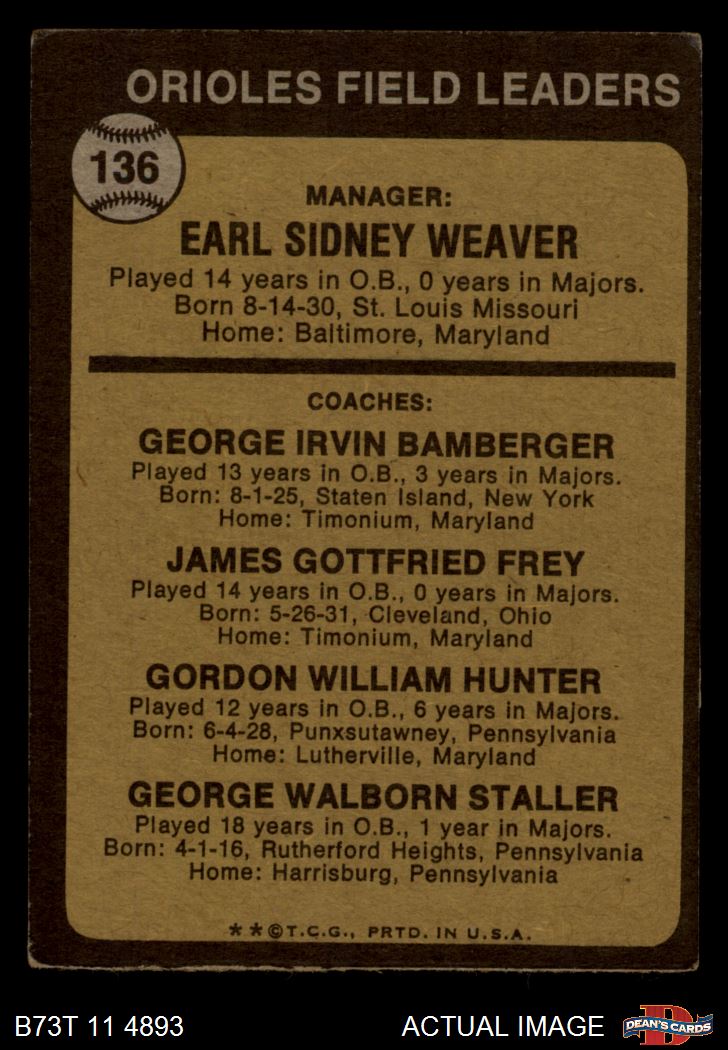 ORIOLES FIELD LEADERS
136
MANAGER:
EARL SIDNEY WEAVER
Played 14 years in O.B., 0 years in Majors.
Born 8-14-30, St. Louis Missouri
Home: Baltimore, Maryland
COACHES:
GEORGE IRVIN BAMBERGER
Played 13 years in O.B., 3 years in Majors.
Born: 8-1-25, Staten Island, New York
Home: Timonium, Maryland
JAMES GOTTFRIED FREY
Played 14 years in O.B., 0 years in Majors.
Born: 5-26-31, Cleveland, Ohio
Home: Timonium, Maryland
GORDON WILLIAM HUNTER
Played 12 years in O.B., 6 years in Majors.
Born: 6-4-28, Punxsutawney, Pennsylvania
Home: Lutherville, Maryland
GEORGE WALBORN STALLER
Played 18 years in O.B., 1 year in Majors.
Born: 4-1-16, Rutherford Heights, Pennsylvania
Home: Harrisburg, Pennsylvania
**©T.C.G., PRTD. IN U.S.A.
B73T 11 4893
ACTUAL IMAGE
D
DEAN'S CARDS